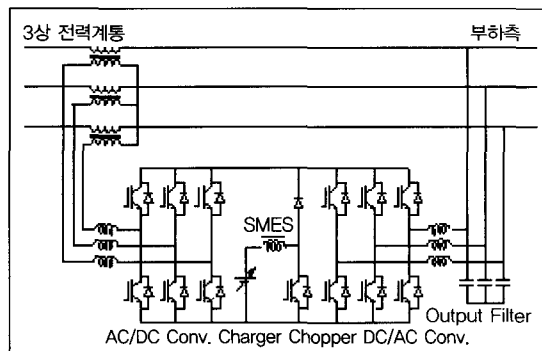 3상 전력계통
부하측
SMES
Output Filter
AC/DC Conv. Charger Chopper DC/AC Conv.